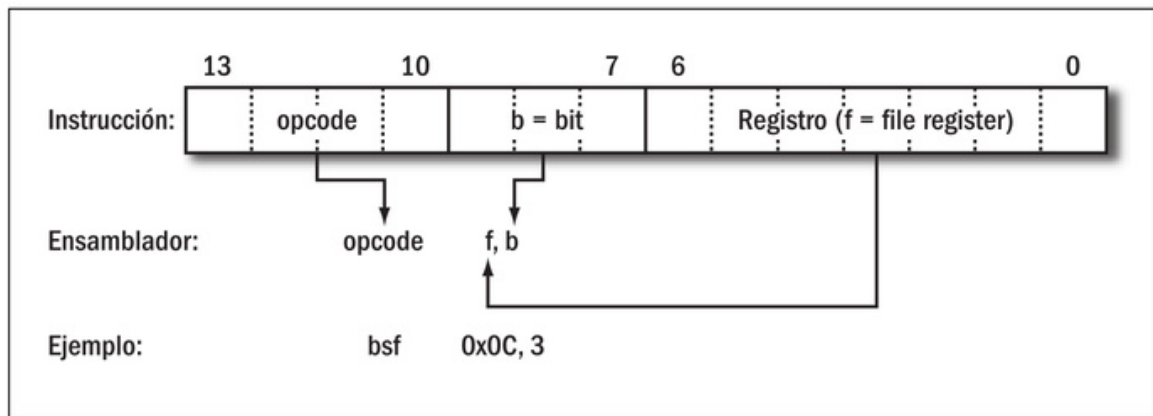 13 10 7 6 0
Instrucción: opcode b = bit Registro (f = file register)
Ensamblador: opcode f, b
Ejemplo: bsf 0x0C, 3